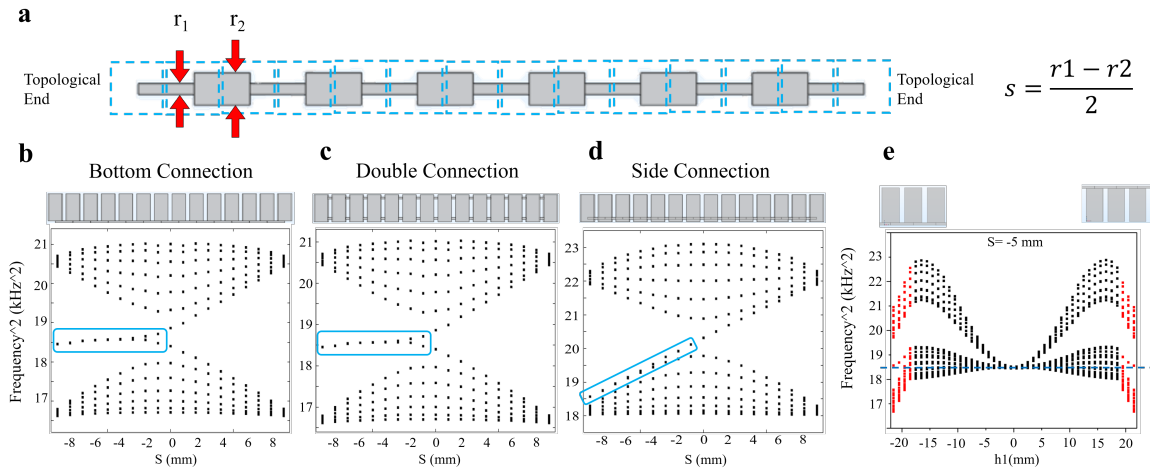 a
r1
r2
Topological
End
Topological
End
s = (r1 − r2) / 2
b
Bottom Connection
c
Double Connection
d
Side Connection
e
Frequency^2 (kHz^2)
21
20
19
18
17
-8 -6 -4 -2 0 2 4 6 8
S (mm)
21
20
19
18
17
-8 -6 -4 -2 0 2 4 6 8
S (mm)
23
22
21
20
19
18
-8 -6 -4 -2 0 2 4 6 8
S (mm)
S= -5 mm
Frequency^2 (kHz^2)
23
22
21
20
19
18
17
-20 -15 -10 -5 0 5 10 15 20
h1(mm)